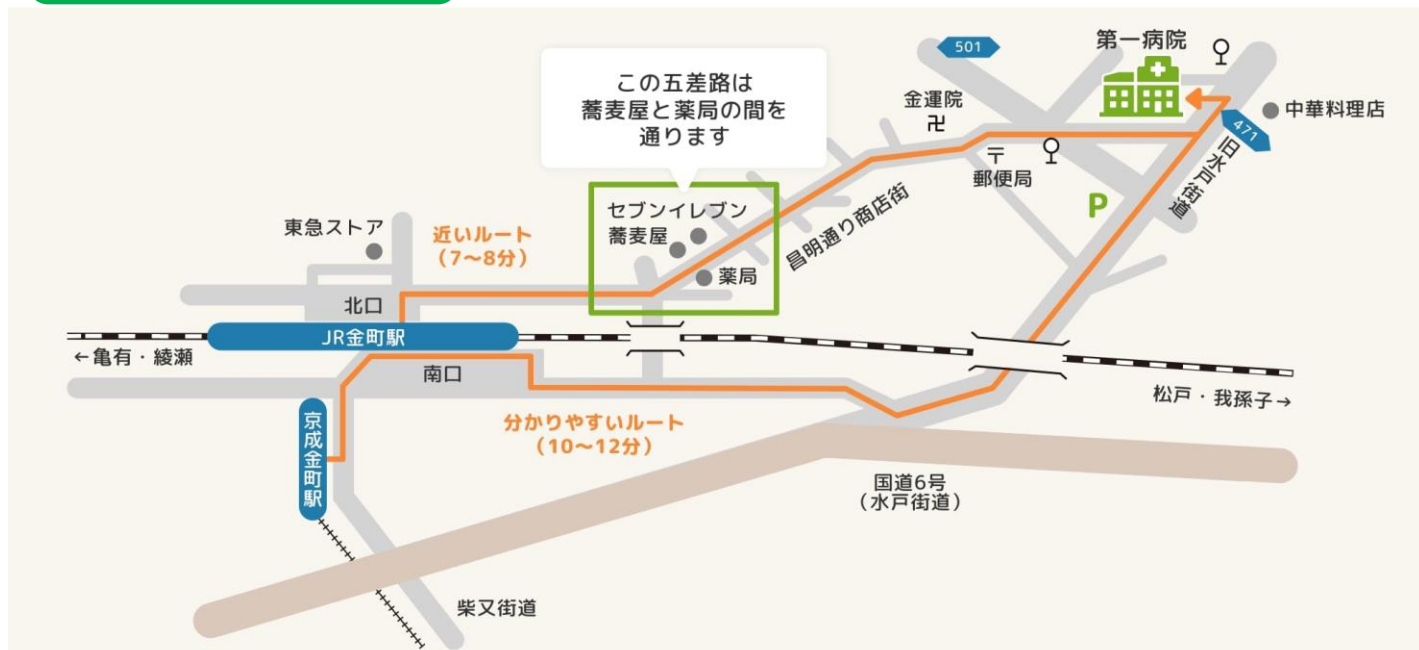 501
第一病院
この五差路は
蕎麦屋と薬局の間を
通ります
金運院
卍
中華料理店
471
旧水戸街道
〒
郵便局
P
セブンイレブン
蕎麦屋
薬局
昌明通り商店街
東急ストア
近いルート
(7〜8分)
北口
JR金町駅
←亀有・綾瀬
南口
松戸・我孫子→
京成金町駅
分かりやすいルート
(10〜12分)
国道6号
(水戸街道)
柴又街道